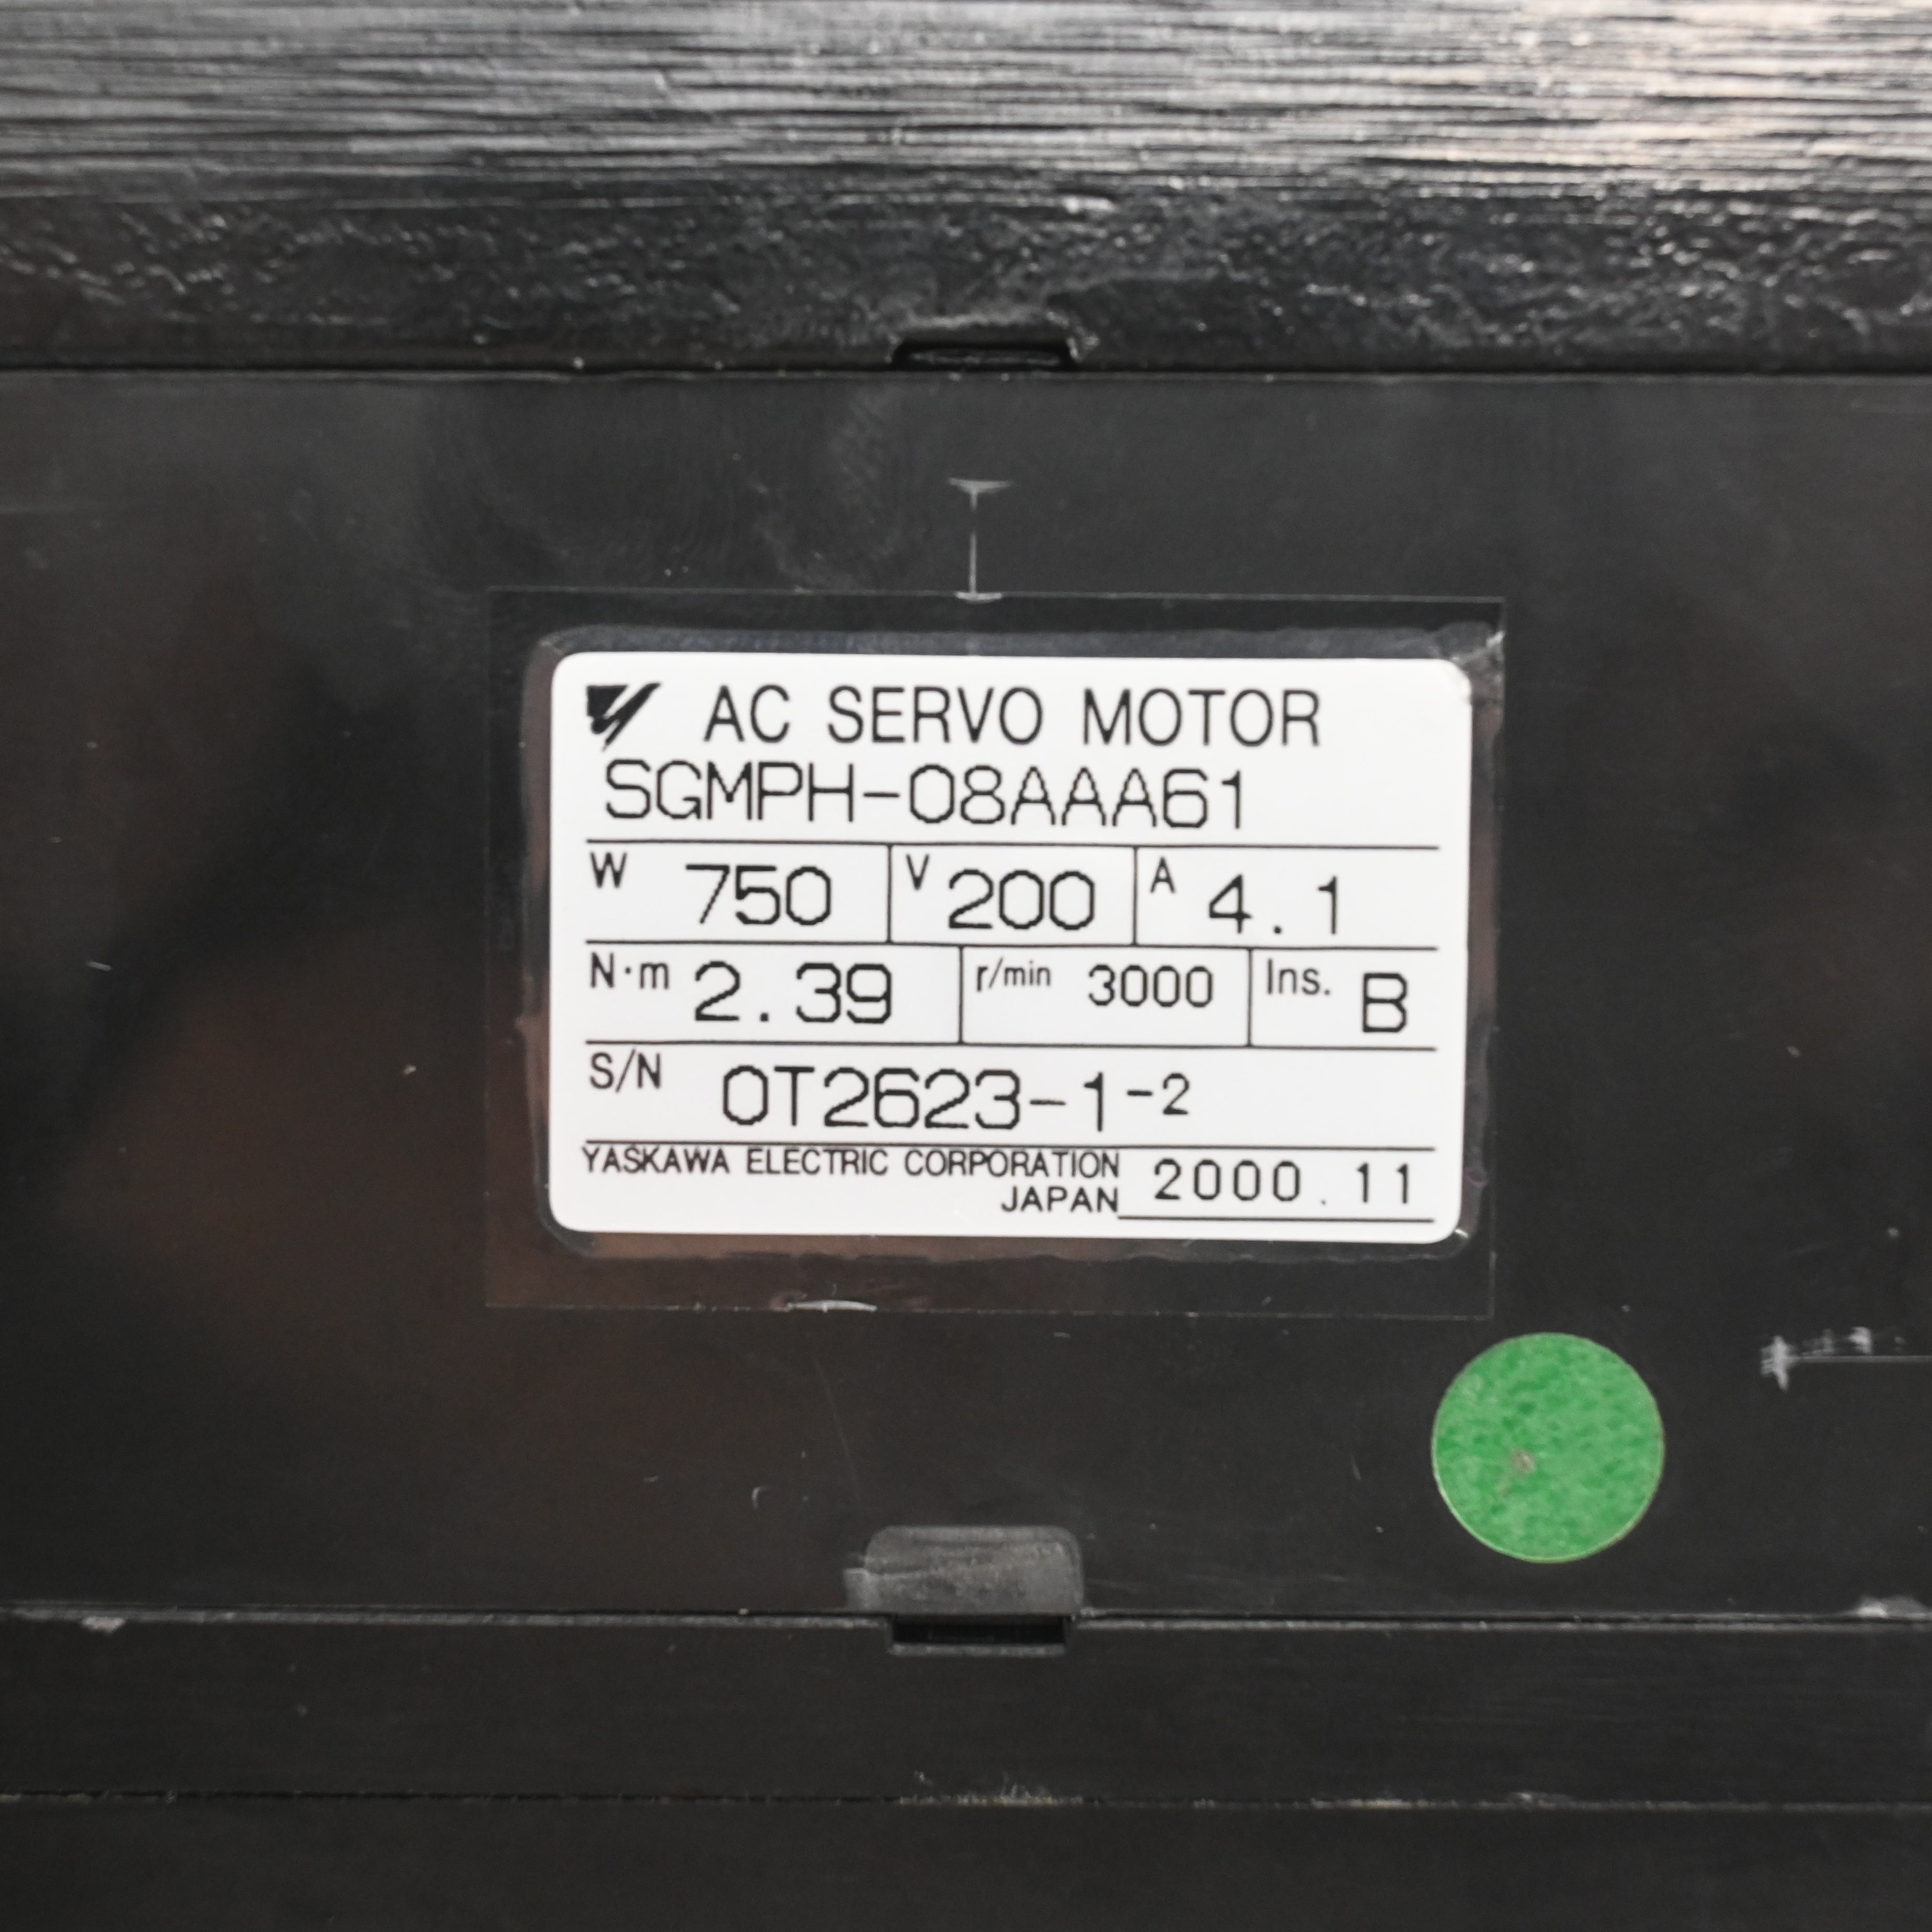 AC SERVO MOTOR
SGMPH-08AAA61
W 750 V 200 A 4.1
N·m 2.39 r/min 3000 Ins. B
S/N 0T2623-1-2
YASKAWA ELECTRIC CORPORATION
JAPAN 2000.11